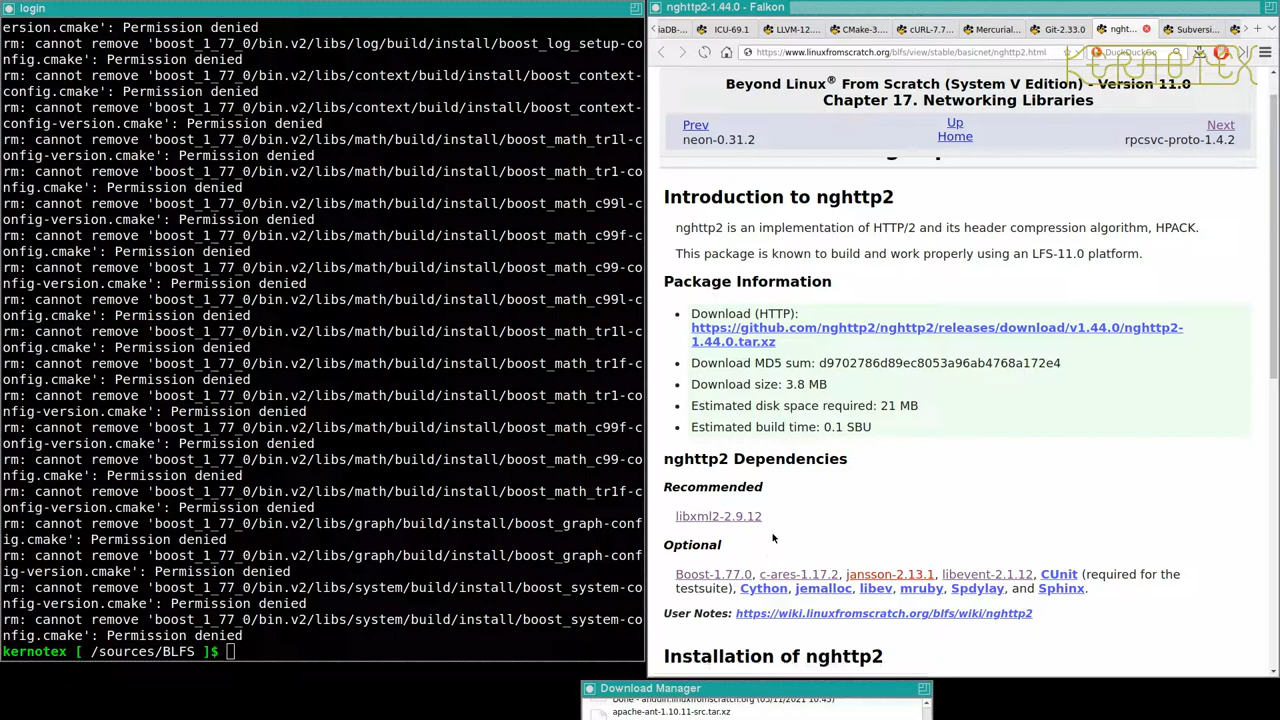 login
ersion.cmake': Permission denied
rm: cannot remove 'boost_1_77_0/bin.v2/libs/log/build/install/boost_log_setup-co
nfig.cmake': Permission denied
rm: cannot remove 'boost_1_77_0/bin.v2/libs/context/build/install/boost_context-
config.cmake': Permission denied
rm: cannot remove 'boost_1_77_0/bin.v2/libs/context/build/install/boost_context-
config-version.cmake': Permission denied
rm: cannot remove 'boost_1_77_0/bin.v2/libs/math/build/install/boost_math_tr1l-c
onfig-version.cmake': Permission denied
rm: cannot remove 'boost_1_77_0/bin.v2/libs/math/build/install/boost_math_tr1-co
nfig.cmake': Permission denied
rm: cannot remove 'boost_1_77_0/bin.v2/libs/math/build/install/boost_math_c99l-c
onfig-version.cmake': Permission denied
rm: cannot remove 'boost_1_77_0/bin.v2/libs/math/build/install/boost_math_c99f-c
onfig.cmake': Permission denied
rm: cannot remove 'boost_1_77_0/bin.v2/libs/math/build/install/boost_math_c99-co
nfig-version.cmake': Permission denied
rm: cannot remove 'boost_1_77_0/bin.v2/libs/math/build/install/boost_math_c99l-c
onfig.cmake': Permission denied
rm: cannot remove 'boost_1_77_0/bin.v2/libs/math/build/install/boost_math_tr1l-c
onfig.cmake': Permission denied
rm: cannot remove 'boost_1_77_0/bin.v2/libs/math/build/install/boost_math_tr1f-c
onfig.cmake': Permission denied
rm: cannot remove 'boost_1_77_0/bin.v2/libs/math/build/install/boost_math_tr1-co
nfig-version.cmake': Permission denied
rm: cannot remove 'boost_1_77_0/bin.v2/libs/math/build/install/boost_math_c99f-c
onfig-version.cmake': Permission denied
rm: cannot remove 'boost_1_77_0/bin.v2/libs/math/build/install/boost_math_c99-co
nfig.cmake': Permission denied
rm: cannot remove 'boost_1_77_0/bin.v2/libs/math/build/install/boost_math_tr1f-c
onfig-version.cmake': Permission denied
rm: cannot remove 'boost_1_77_0/bin.v2/libs/graph/build/install/boost_graph-conf
ig.cmake': Permission denied
rm: cannot remove 'boost_1_77_0/bin.v2/libs/graph/build/install/boost_graph-conf
ig-version.cmake': Permission denied
rm: cannot remove 'boost_1_77_0/bin.v2/libs/system/build/install/boost_system-co
nfig-version.cmake': Permission denied
rm: cannot remove 'boost_1_77_0/bin.v2/libs/system/build/install/boost_system-co
nfig.cmake': Permission denied
kernotex [ /sources/BLFS ]$
nghttp2-1.44.0 - Falkon
iaDB-... ICU-69.1 LLVM-12.... CMake-3.... cURL-7.7... Mercurial... Git-2.33.0 nght... Subversi...
https://www.linuxfromscratch.org/blfs/view/stable/basicnet/nghttp2.html DuckDuckGo
KERNOTEX
Beyond Linux® From Scratch (System V Edition) - Version 11.0
Chapter 17. Networking Libraries
Prev Up Next
neon-0.31.2 Home rpcsvc-proto-1.4.2
Introduction to nghttp2
nghttp2 is an implementation of HTTP/2 and its header compression algorithm, HPACK.
This package is known to build and work properly using an LFS-11.0 platform.
Package Information
• Download (HTTP):
https://github.com/nghttp2/nghttp2/releases/download/v1.44.0/nghttp2-
1.44.0.tar.xz
• Download MD5 sum: d9702786d89ec8053a96ab4768a172e4
• Download size: 3.8 MB
• Estimated disk space required: 21 MB
• Estimated build time: 0.1 SBU
nghttp2 Dependencies
Recommended
libxml2-2.9.12
Optional
Boost-1.77.0, c-ares-1.17.2, jansson-2.13.1, libevent-2.1.12, CUnit (required for the
testsuite), Cython, jemalloc, libev, mruby, Spdylay, and Sphinx.
User Notes: https://wiki.linuxfromscratch.org/blfs/wiki/nghttp2
Installation of nghttp2
Download Manager
apache-ant-1.10.11-src.tar.xz